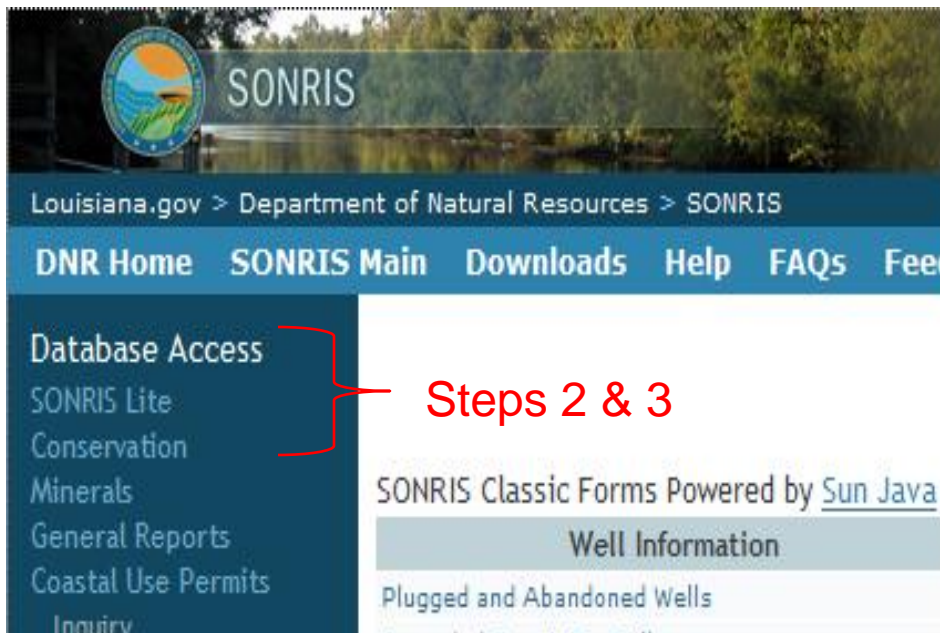 SONRIS
Louisiana.gov > Department of Natural Resources > SONRIS
DNR Home SONRIS Main Downloads Help FAQs
Database Access
SONRIS Lite
Conservation
Minerals
General Reports
Coastal Use Permits
Inquiry
Steps 2 & 3
SONRIS Classic Forms Powered by Sun Java
Well Information
Plugged and Abandoned Wells